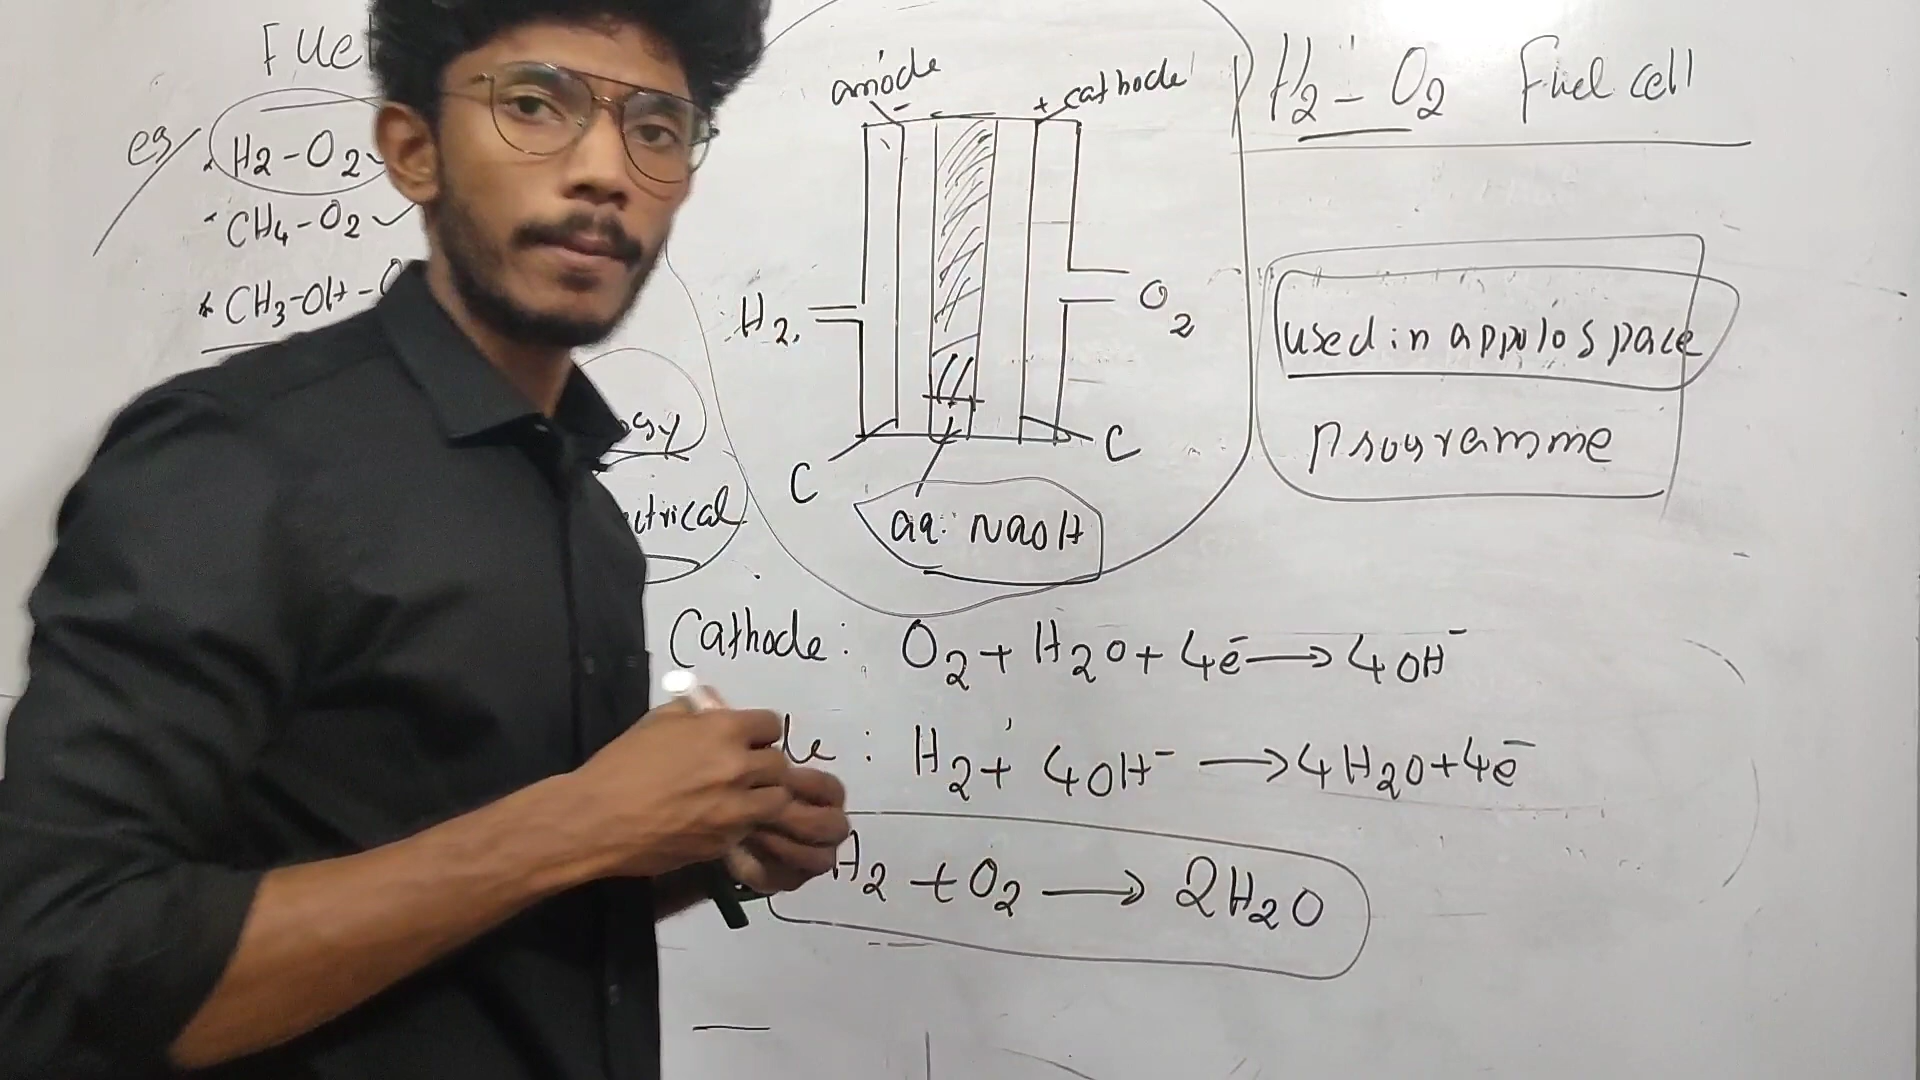 Fuel
eg
H2-O2
CH4-O2
CH3-OH-
anode -
+ cathode
H2
O2
C
C
aq. NaOH
H2-O2 Fuel cell
used in appolo space
programme
Cathode: O2+H2O+4e- → 4OH-
: H2+ 4OH- → 4H2O+4e-
H2 + O2 → 2H2O